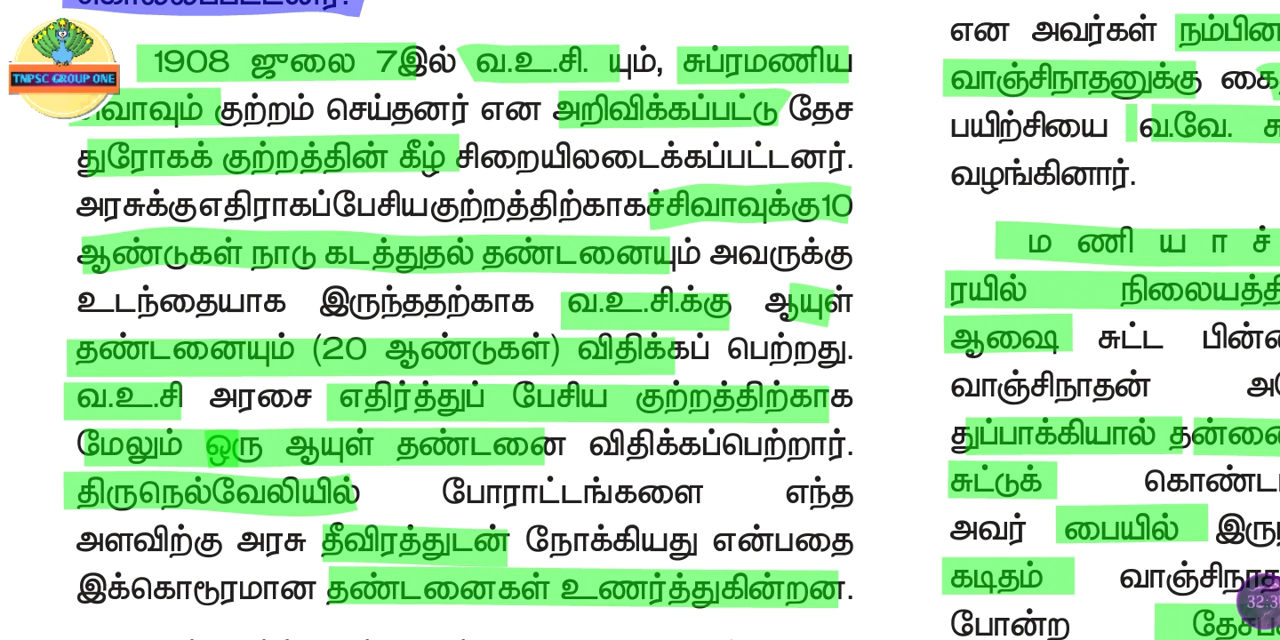 TNPSC GROUP ONE
1908 ஜுலை 7இல் வ.உ.சி. யும், சுப்ரமணிய
சிவாவும் குற்றம் செய்தனர் என அறிவிக்கப்பட்டு தேச
துரோகக் குற்றத்தின் கீழ் சிறையிலடைக்கப்பட்டனர்.
அரசுக்குஎதிராகப்பேசியகுற்றத்திற்காகச்சிவாவுக்கு10
ஆண்டுகள் நாடு கடத்துதல் தண்டனையும் அவருக்கு
உடந்தையாக இருந்ததற்காக வ.உ.சி.க்கு ஆயுள்
தண்டனையும் (20 ஆண்டுகள்) விதிக்கப் பெற்றது.
வ.உ.சி அரசை எதிர்த்துப் பேசிய குற்றத்திற்காக
மேலும் ஒரு ஆயுள் தண்டனை விதிக்கப்பெற்றார்.
திருநெல்வேலியில் போராட்டங்களை எந்த
அளவிற்கு அரசு தீவிரத்துடன் நோக்கியது என்பதை
இக்கொடூரமான தண்டனைகள் உணர்த்துகின்றன.
என அவர்கள்
வாஞ்சிநாதனுக்கு
பயிற்சியை வ.வே.
வழங்கினார்.
ம ணி யா ச்
ரயில்
ஆஷை சுட்ட
வாஞ்சிநாதன்
துப்பாக்கியால்
சுட்டுக்
அவர் பையில்
கடிதம்
போன்ற